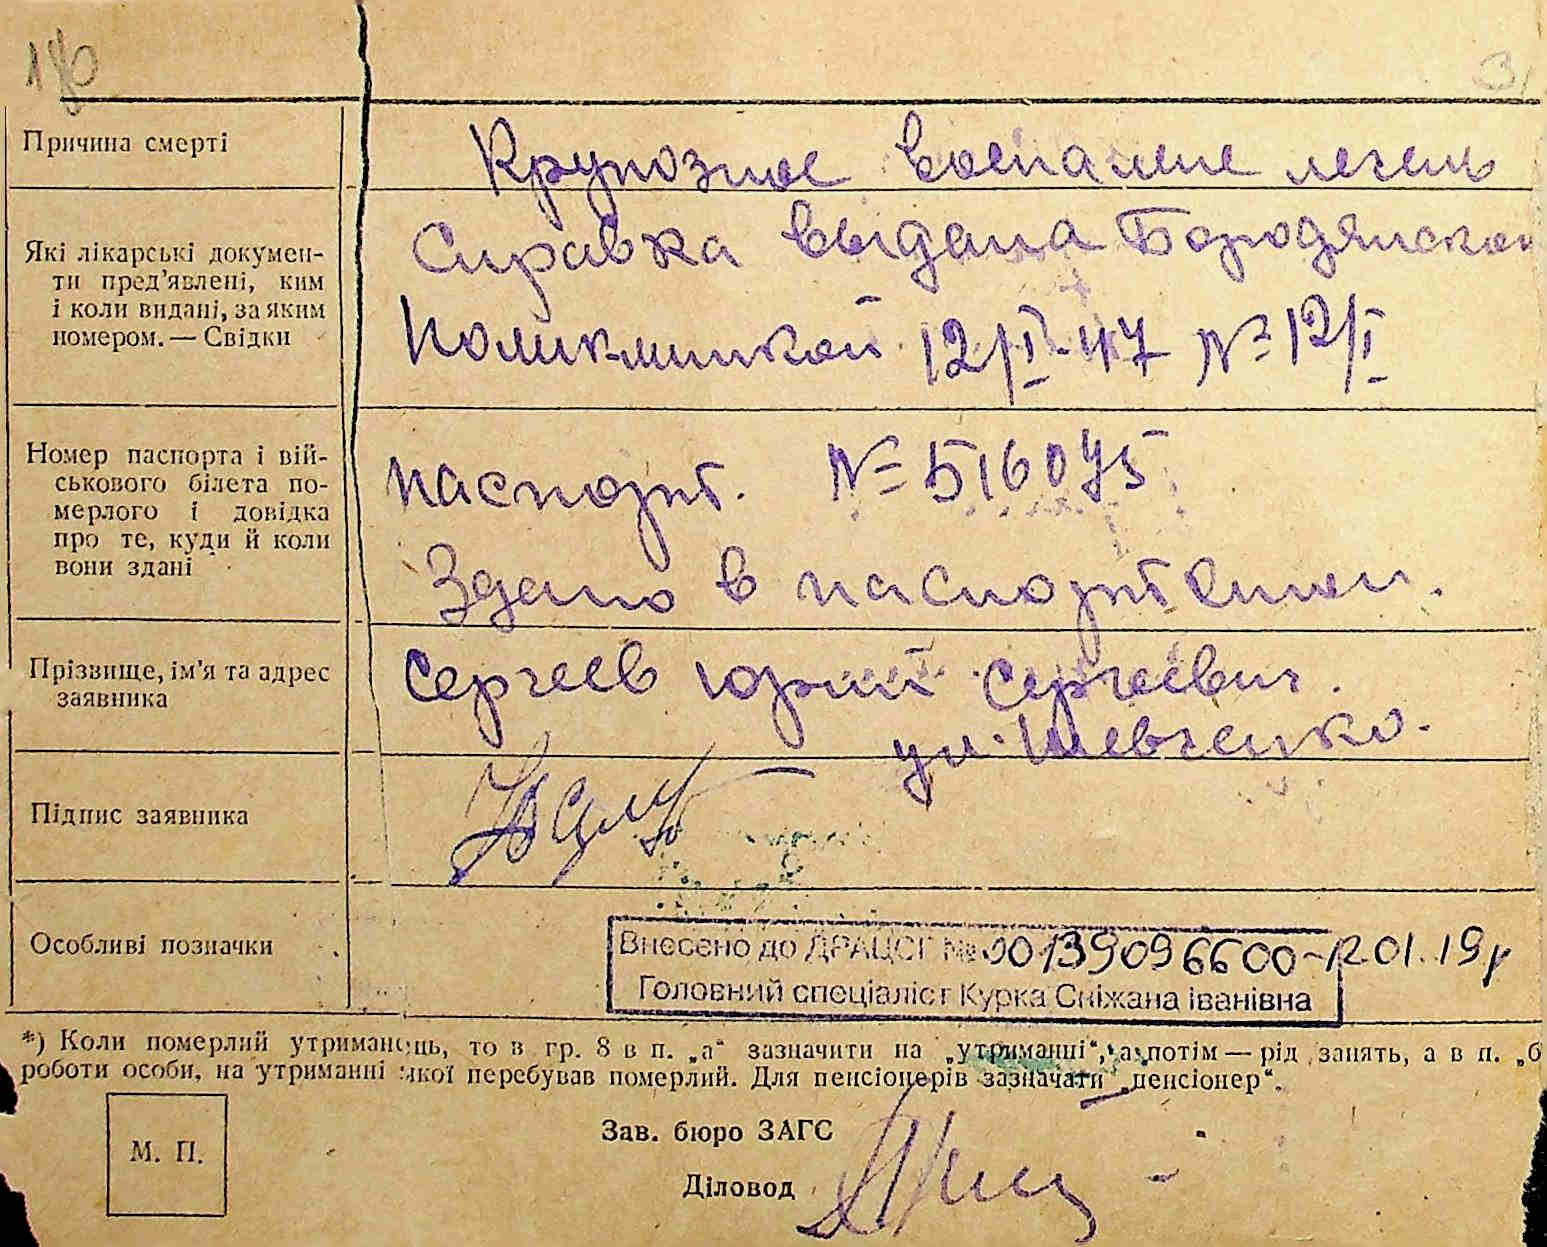 3
Причина смерті
Крупозное воспаление легень
Які лікарські докумен-
ти пред'явлені, ким
і коли видані, за яким
номером. — Свідки
Справка выдана Бородянской
поликлиникой 12/I-47 № 12/I
Номер паспорта і вій-
ськового білета по-
мерлого і довідка
про те, куди й коли
вони здані
паспорт. № 516075
Здано в паспорт
Прізвище, ім'я та адрес
заявника
Сергеев Юрий Сергеевич.
ул. Шевченко.
Підпис заявника
Особливі позначки
Внесено до ДРАЦСГ № 00139096600 12.01.19р
Головний спеціаліст Курка Сніжана Іванівна
*) Коли померлий утриманець, то в гр. 8 в п. „а“ зазначити на „утриманні“, а потім — рід занять, а в п. „б
роботи особи, на утриманні якої перебував померлий. Для пенсіонерів зазначати „пенсіонер“.
М. П.
Зав. бюро ЗАГС
Діловод